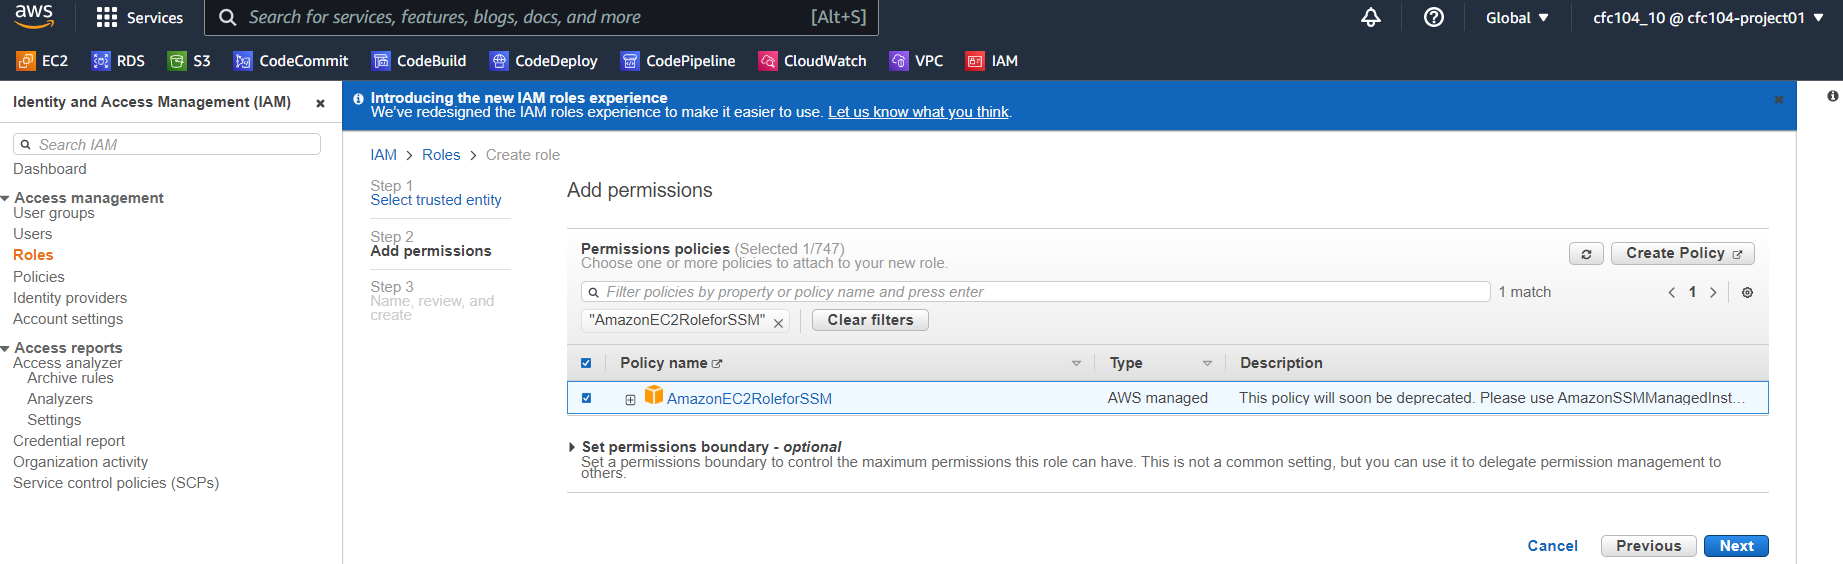 aws
Services
Search for services, features, blogs, docs, and more
[Alt+S]
Global ▼
cfc104_10 @ cfc104-project01 ▼
EC2
RDS
S3
CodeCommit
CodeBuild
CodeDeploy
CodePipeline
CloudWatch
VPC
IAM
Identity and Access Management (IAM)
Search IAM
Dashboard
Access management
User groups
Users
Roles
Policies
Identity providers
Account settings
Access reports
Access analyzer
Archive rules
Analyzers
Settings
Credential report
Organization activity
Service control policies (SCPs)
Introducing the new IAM roles experience
We've redesigned the IAM roles experience to make it easier to use. Let us know what you think.
IAM > Roles > Create role
Step 1
Select trusted entity
Step 2
Add permissions
Step 3
Name, review, and
create
Add permissions
Permissions policies (Selected 1/747)
Choose one or more policies to attach to your new role.
Create Policy
Filter policies by property or policy name and press enter
1 match
< 1 >
"AmazonEC2RoleforSSM"
Clear filters
Policy name
Type
Description
AmazonEC2RoleforSSM
AWS managed
This policy will soon be deprecated. Please use AmazonSSMManagedInst...
Set permissions boundary - optional
Set a permissions boundary to control the maximum permissions this role can have. This is not a common setting, but you can use it to delegate permission management to
others.
Cancel
Previous
Next